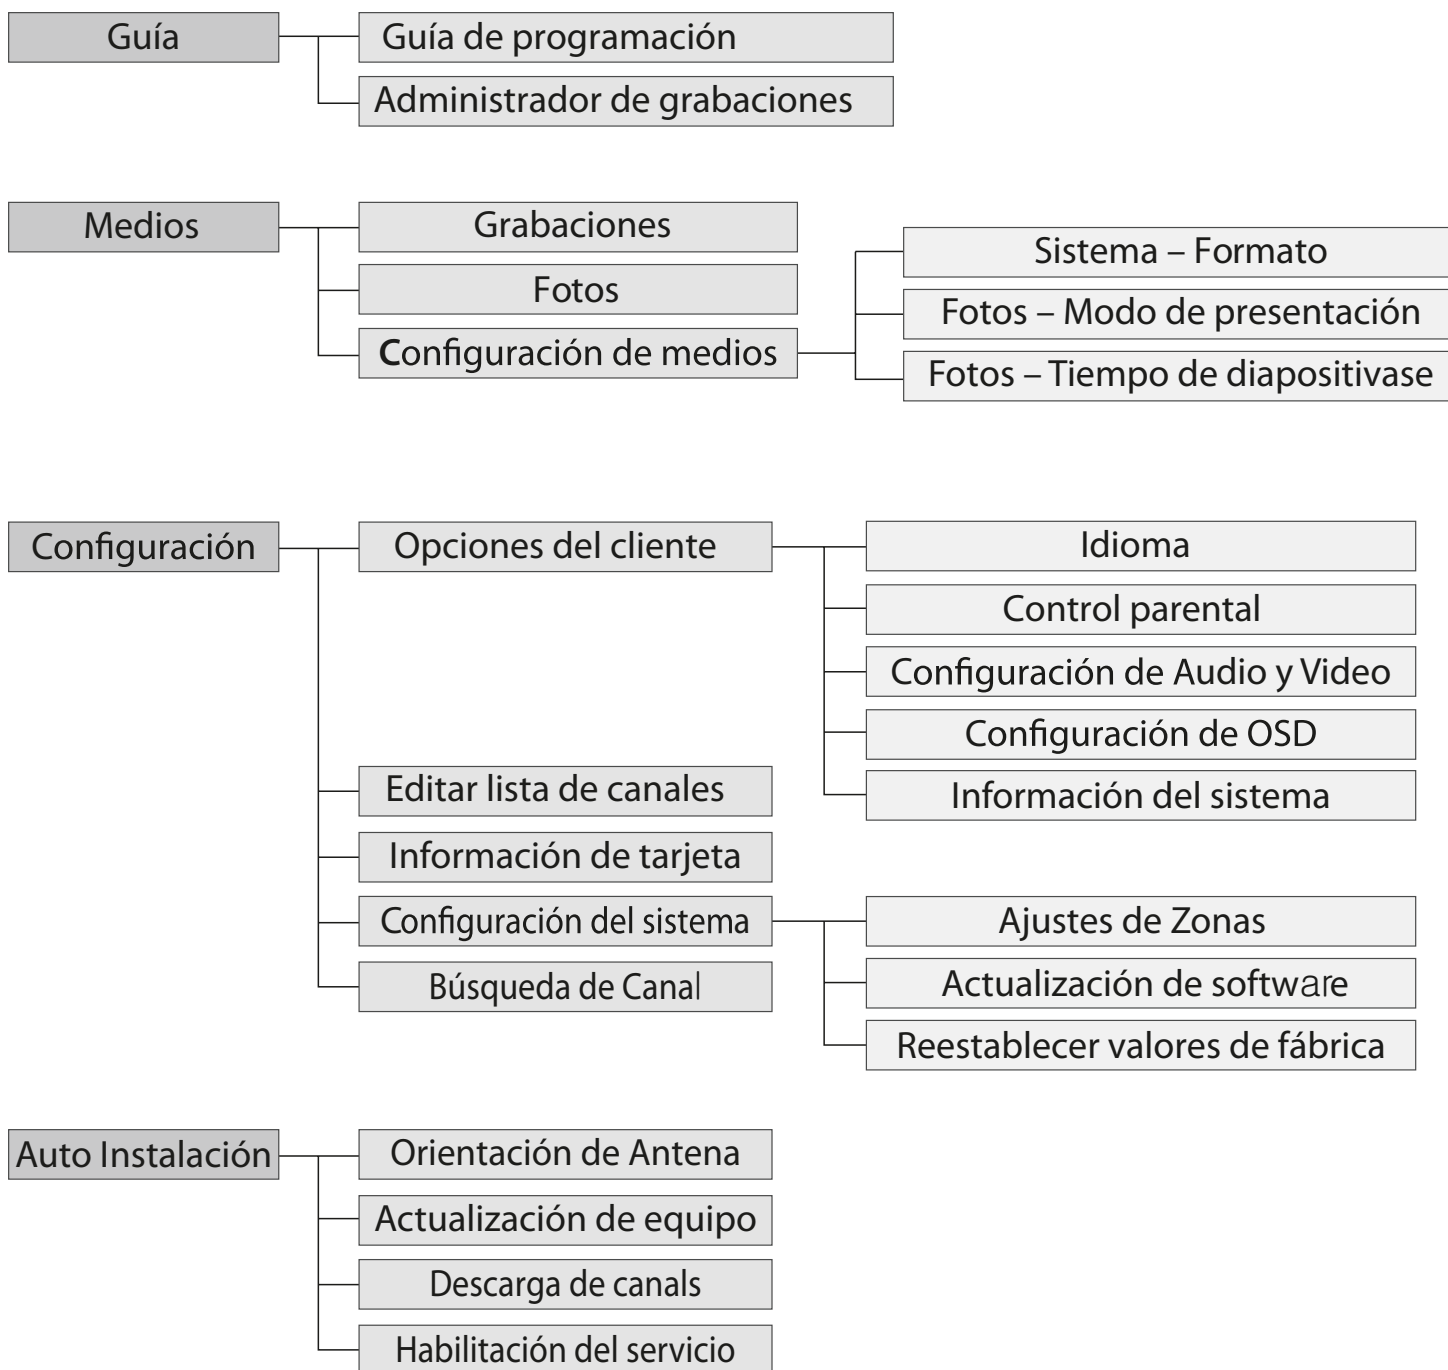 Guía
Guía de programación
Administrador de grabaciones
Medios
Grabaciones
Fotos
Configuración de medios
Sistema – Formato
Fotos – Modo de presentación
Fotos – Tiempo de diapositivase
Configuración
Opciones del cliente
Idioma
Control parental
Configuración de Audio y Video
Configuración de OSD
Información del sistema
Editar lista de canales
Información de tarjeta
Configuración del sistema
Ajustes de Zonas
Actualización de software
Reestablecer valores de fábrica
Búsqueda de Canal
Auto Instalación
Orientación de Antena
Actualización de equipo
Descarga de canals
Habilitación del servicio